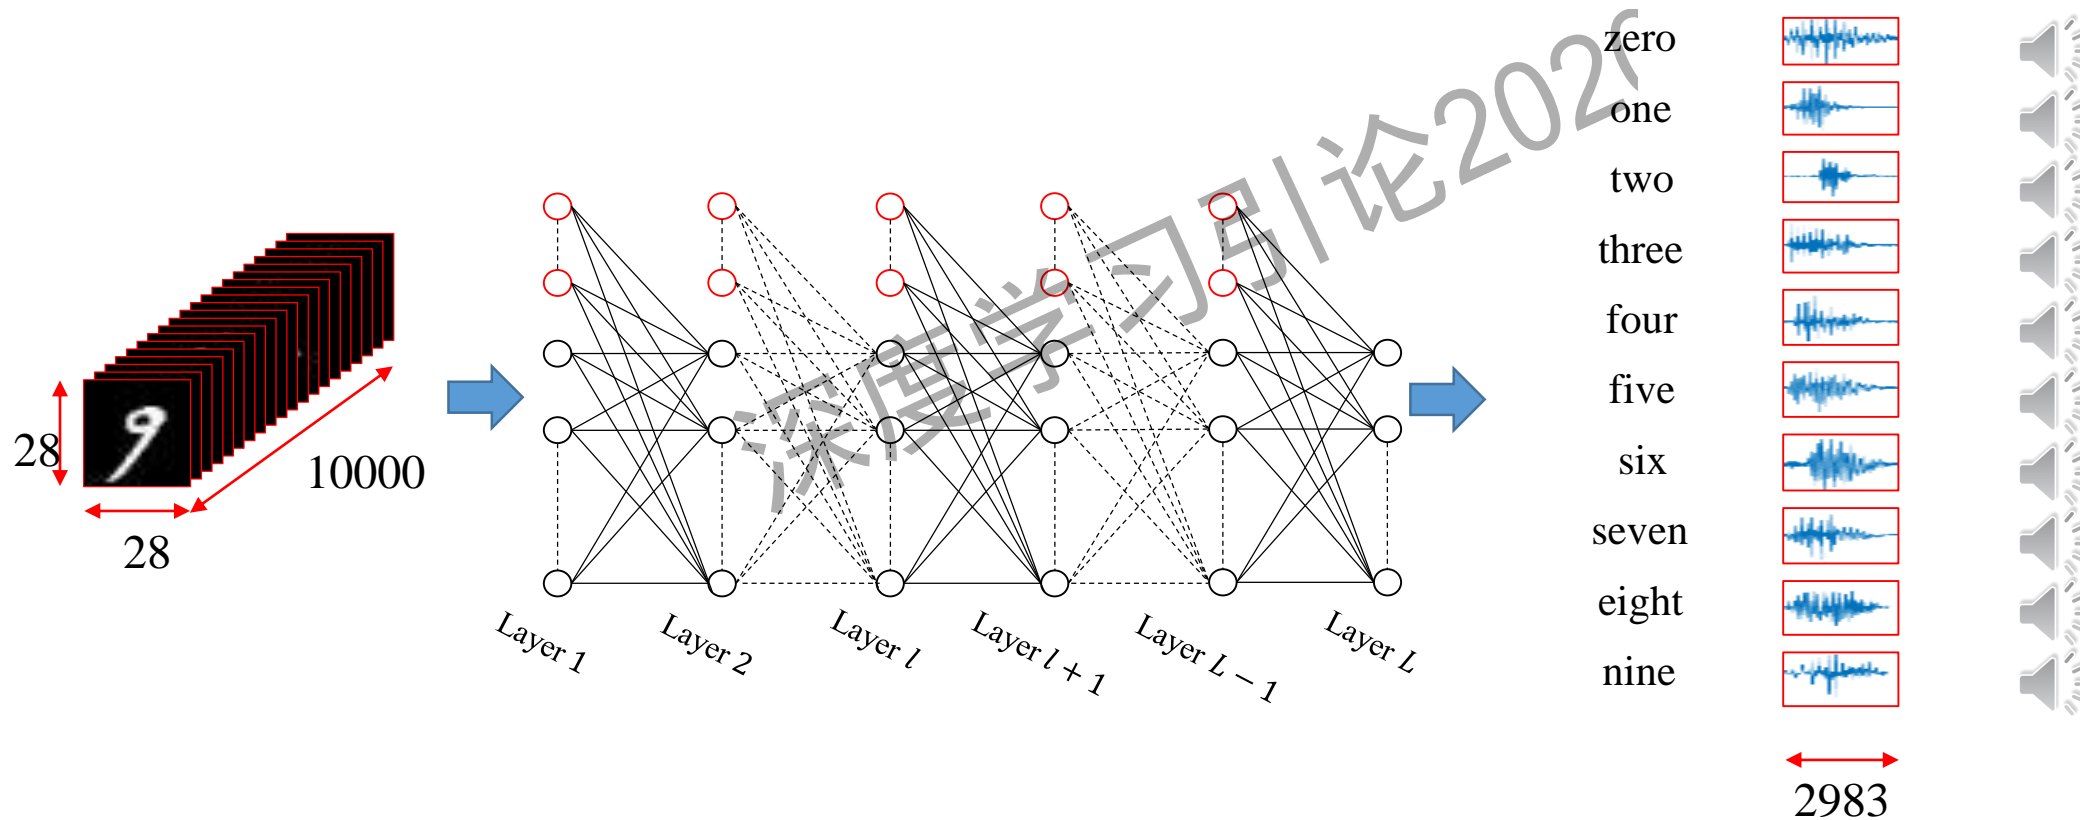 28
28
10000
Layer 1
Layer 2
Layer l
Layer l + 1
Layer L − 1
Layer L
深度学习引论202
zero
one
two
three
four
five
six
seven
eight
nine
2983